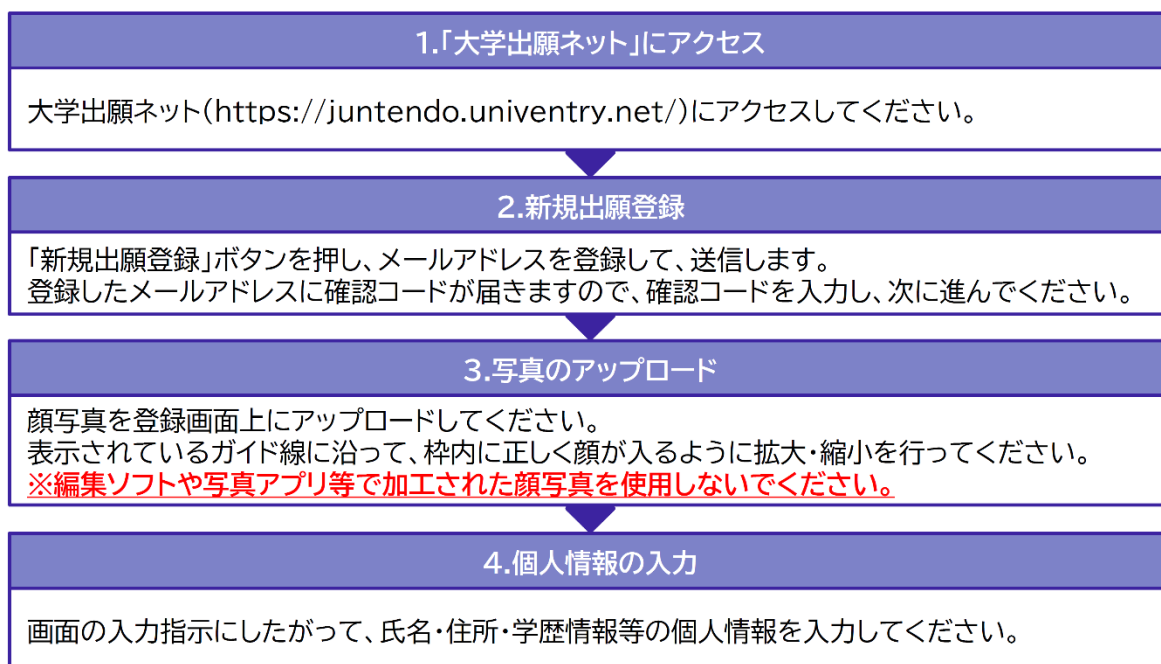 1.「大学出願ネット」にアクセス
大学出願ネット(https://juntendo.univentry.net/)にアクセスしてください。
2.新規出願登録
「新規出願登録」ボタンを押し、メールアドレスを登録して、送信します。
登録したメールアドレスに確認コードが届きますので、確認コードを入力し、次に進んでください。
3.写真のアップロード
顔写真を登録画面上にアップロードしてください。
表示されているガイド線に沿って、枠内に正しく顔が入るように拡大・縮小を行ってください。
※編集ソフトや写真アプリ等で加工された顔写真を使用しないでください。
4.個人情報の入力
画面の入力指示にしたがって、氏名・住所・学歴情報等の個人情報を入力してください。